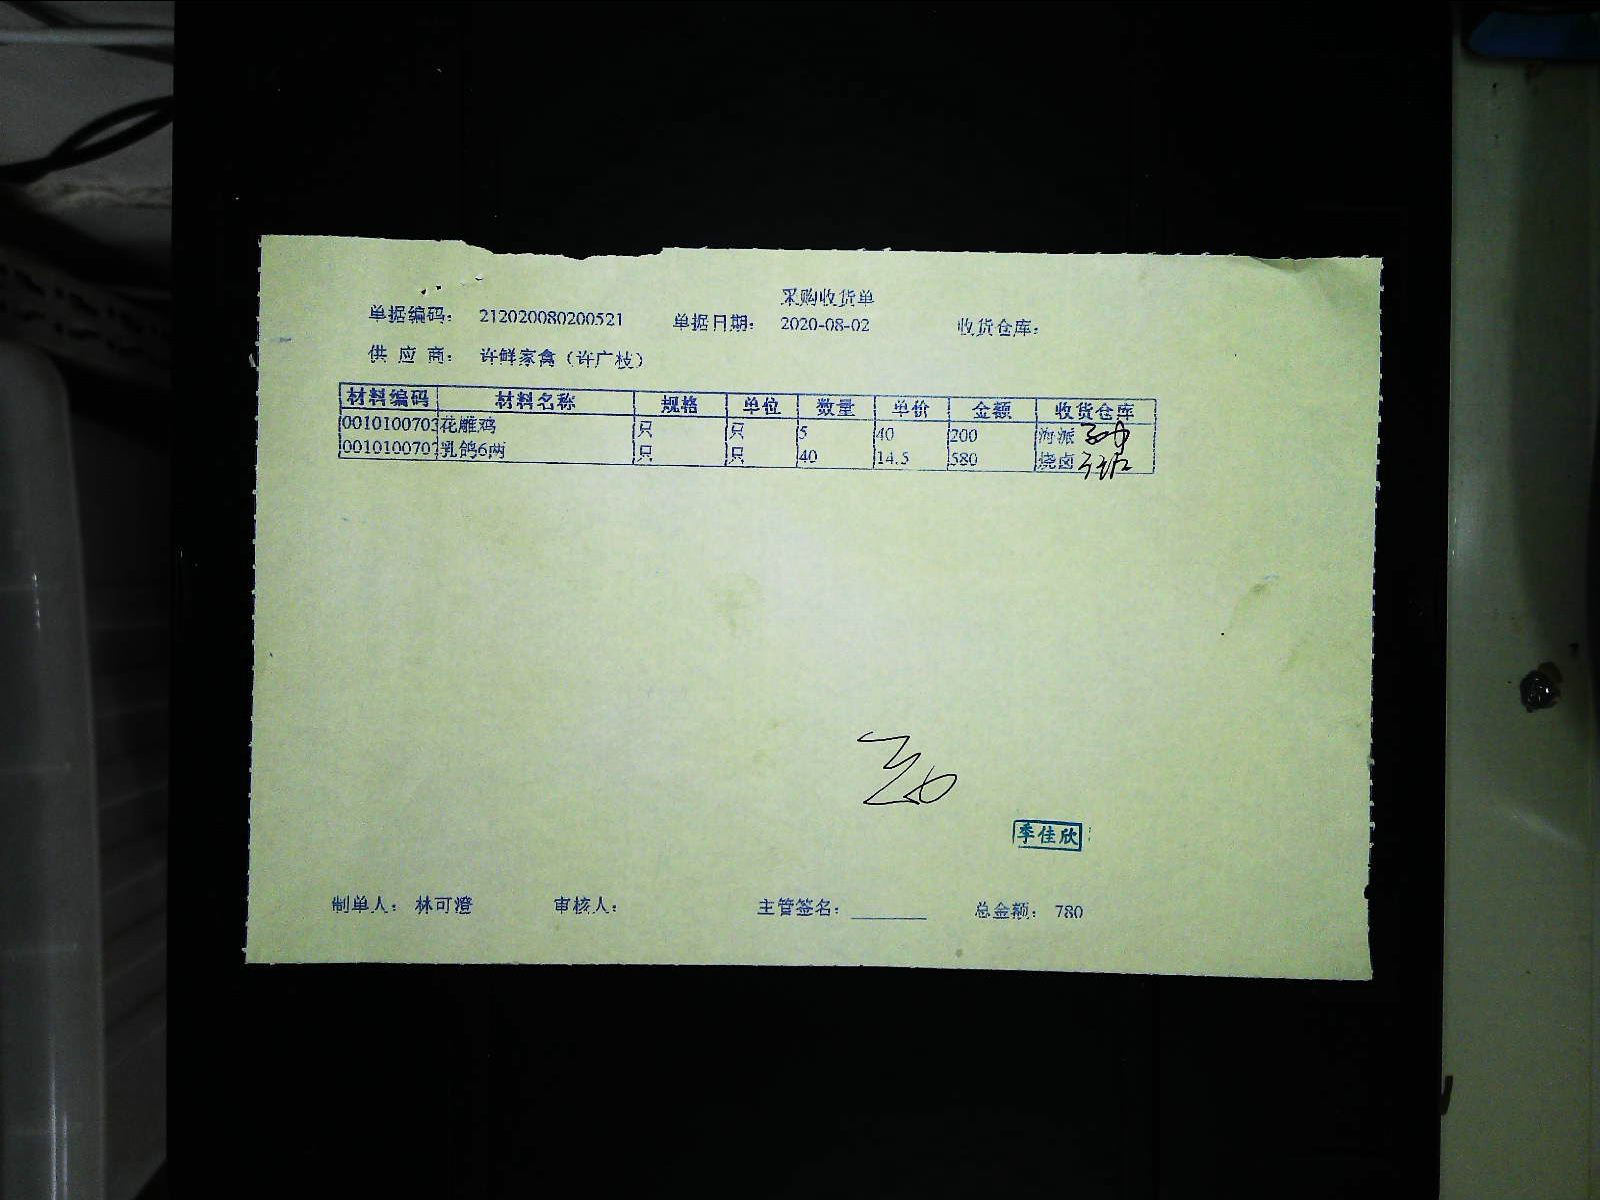 采购收货单
单据编码： 212020080200521 单据日期： 2020-08-02 收货仓库：
供 应 商： 许鲜家禽（许广枝）
材料编码 材料名称 规格 单位 数量 单价 金额 收货仓库
0010100703 花雕鸡 只 只 5 40 200 海派
0010100707 乳鸽6两 只 只 40 14.5 580 烧卤
季佳欣
制单人： 林可澄 审核人： 主管签名： 总金额： 780